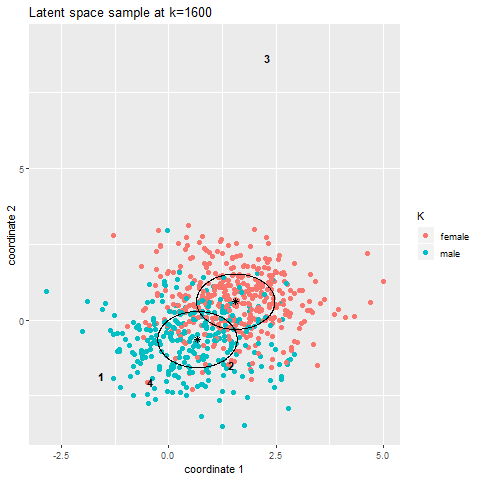 Latent space sample at k=1600
3
5
coordinate 2
K
female
male
0
2
1
4
-2.5
0.0
2.5
5.0
coordinate 1